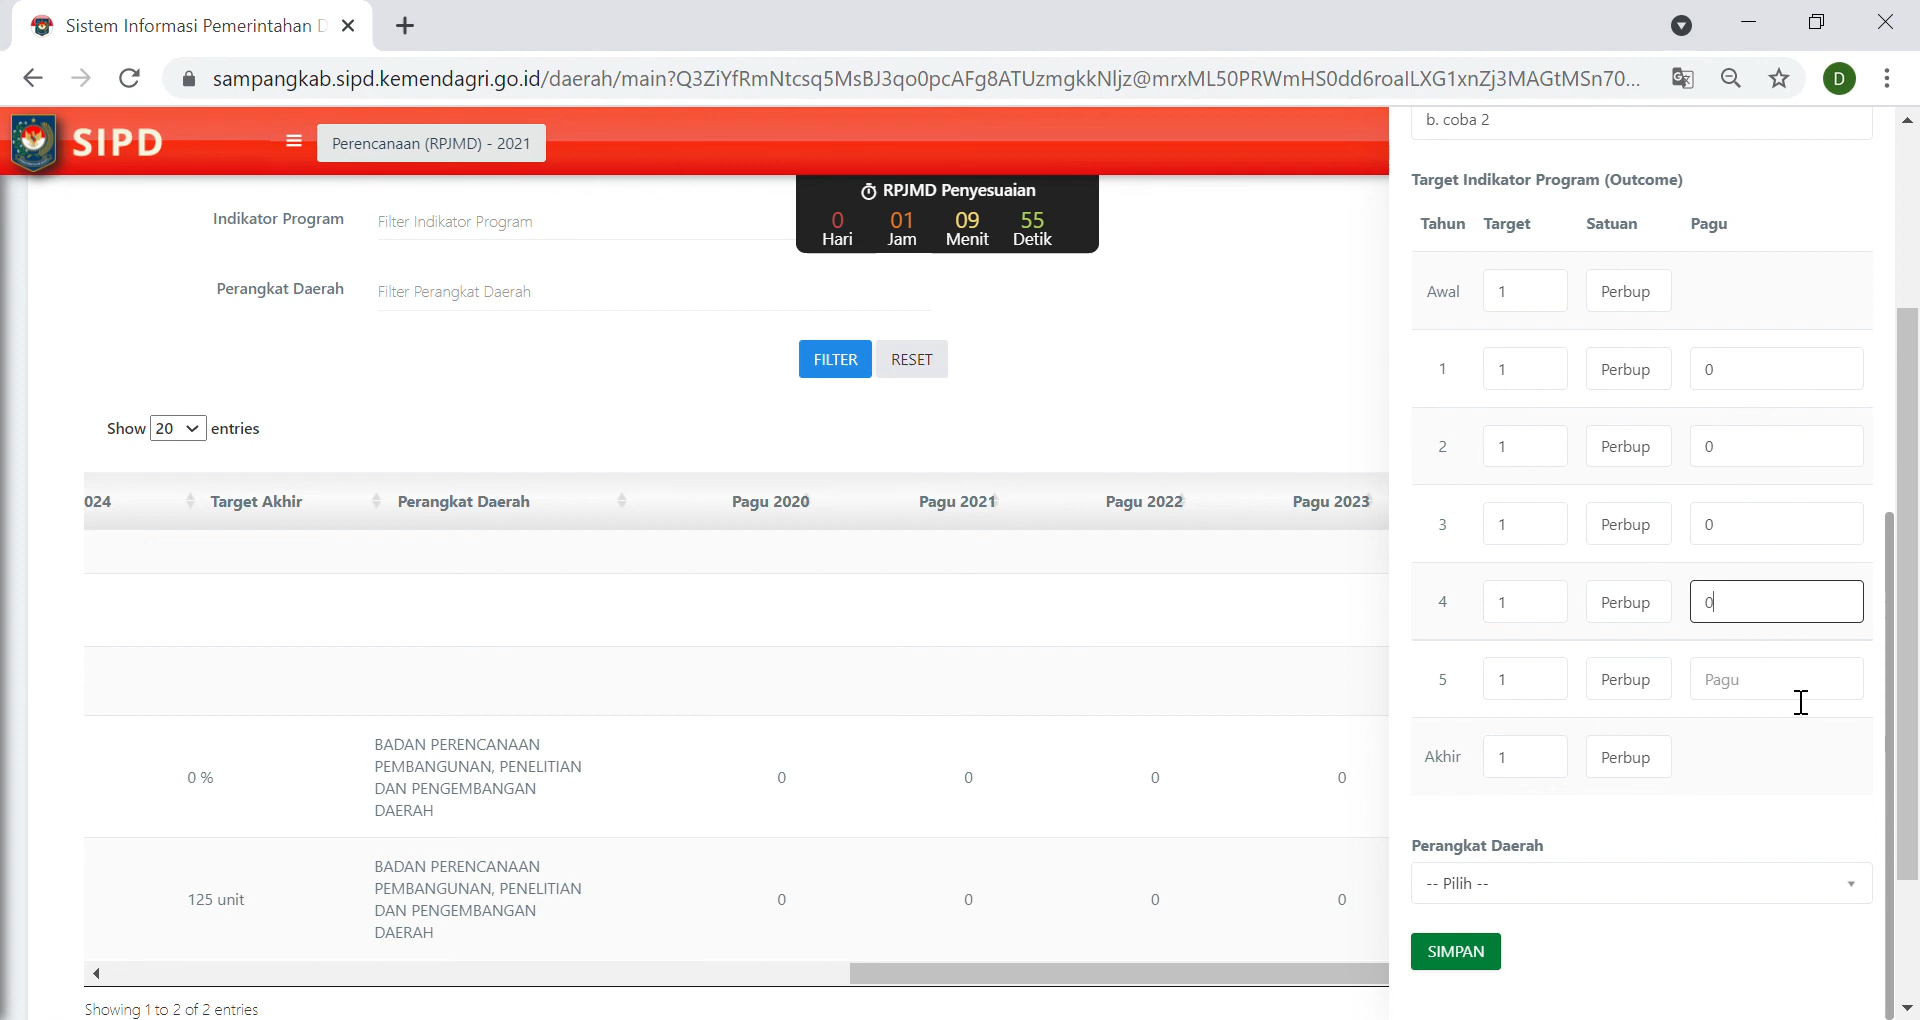 Sistem Informasi Pemerintahan D
sampangkab.sipd.kemendagri.go.id/daerah/main?Q3ZiYfRmNtcsq5MsBJ3qo0pcAFg8ATUzmgkkNljz@mrxML50PRWmHS0dd6roaILXG1xnZj3MAGtMSn70...
D
SIPD
Perencanaan (RPJMD) - 2021
RPJMD Penyesuaian
0 01 09 55
Hari Jam Menit Detik
Indikator Program Filter Indikator Program
Perangkat Daerah Filter Perangkat Daerah
FILTER RESET
Show 20 entries
024 Target Akhir Perangkat Daerah Pagu 2020 Pagu 2021 Pagu 2022 Pagu 2023
0 % BADAN PERENCANAAN PEMBANGUNAN, PENELITIAN DAN PENGEMBANGAN DAERAH 0 0 0 0
125 unit BADAN PERENCANAAN PEMBANGUNAN, PENELITIAN DAN PENGEMBANGAN DAERAH 0 0 0 0
Showing 1 to 2 of 2 entries
b. coba 2
Target Indikator Program (Outcome)
Tahun Target Satuan Pagu
Awal 1 Perbup
1 1 Perbup 0
2 1 Perbup 0
3 1 Perbup 0
4 1 Perbup 0
5 1 Perbup Pagu
Akhir 1 Perbup
Perangkat Daerah
-- Pilih --
SIMPAN